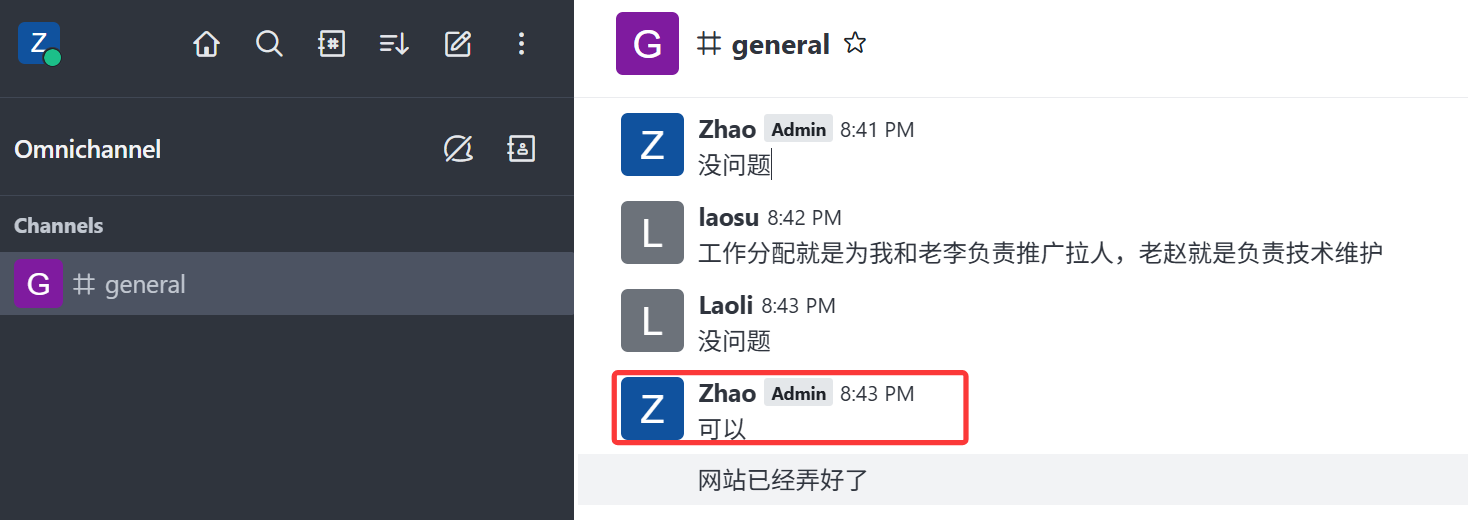 Z
Omnichannel
Channels
G general
G general
Z Zhao Admin 8:41 PM
没问题
L laosu 8:42 PM
工作分配就是为我和老李负责推广拉人，老赵就是负责技术维护
L Laoli 8:43 PM
没问题
Z Zhao Admin 8:43 PM
可以
网站已经弄好了